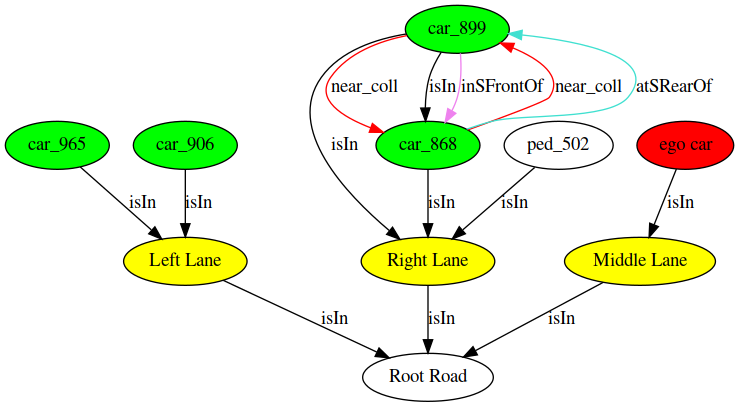 car_899
near_coll
isIn
inSFrontOf
near_coll
atSRearOf
car_965
car_906
isIn
car_868
ped_502
ego car
isIn
isIn
isIn
isIn
isIn
Left Lane
Right Lane
Middle Lane
isIn
isIn
isIn
Root Road